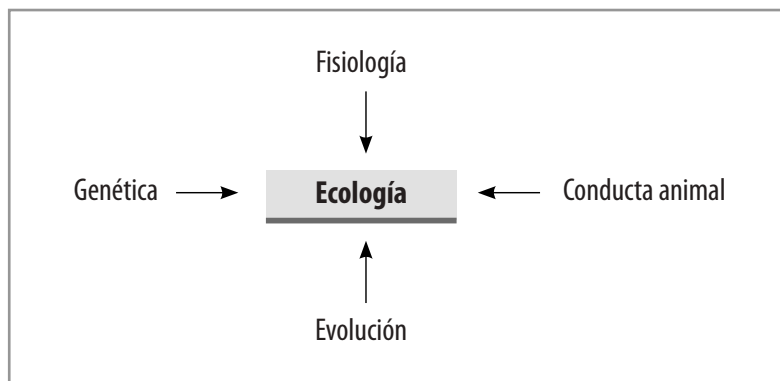 Fisiología
Genética
Ecología
Conducta animal
Evolución